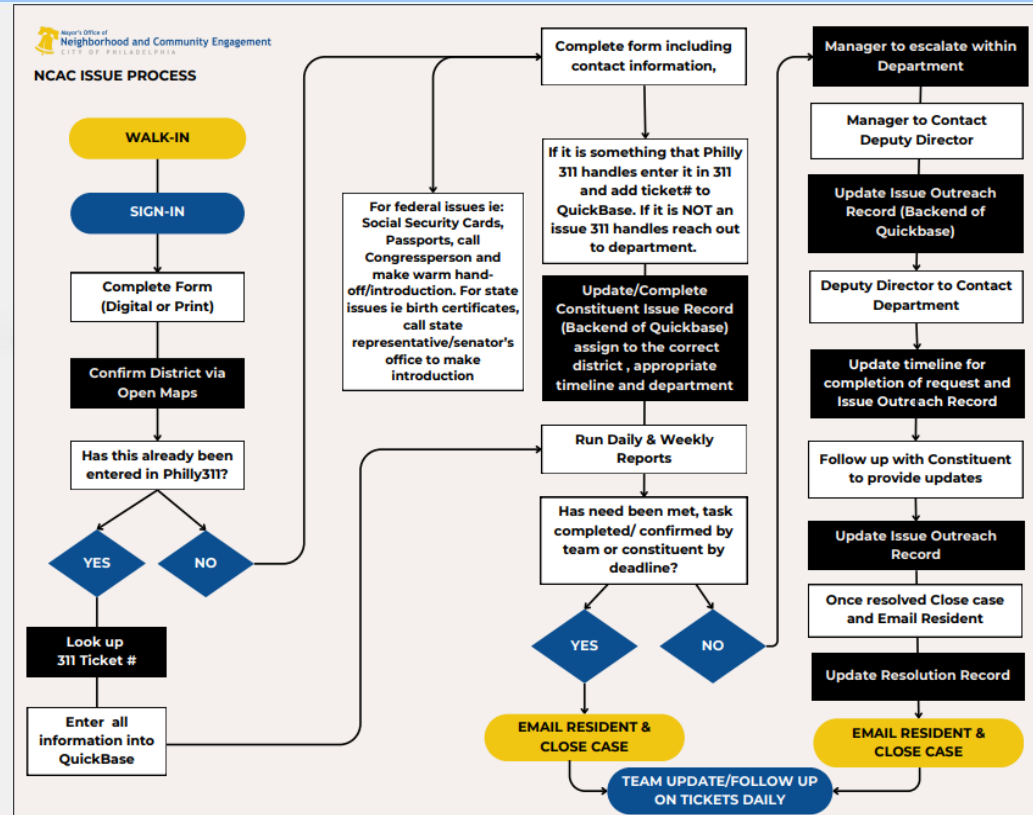 Mayor's Office of
Neighborhood and Community Engagement
CITY OF PHILADELPHIA
NCAC ISSUE PROCESS
WALK-IN
SIGN-IN
Complete Form
(Digital or Print)
Confirm District via
Open Maps
Has this already been
entered in Philly311?
YES
NO
Look up
311 Ticket #
Enter all
information into
QuickBase
Complete form including
contact information,
For federal issues ie:
Social Security Cards,
Passports, call
Congressperson and
make warm hand-
off/introduction. For state
issues ie birth certificates,
call state
representative/senator's
office to make
introduction
If it is something that Philly
311 handles enter it in 311
and add ticket# to
QuickBase. If it is NOT an
issue 311 handles reach out
to department.
Update/Complete
Constituent Issue Record
(Backend of Quickbase)
assign to the correct
district , appropriate
timeline and department
Run Daily & Weekly
Reports
Has need been met, task
completed/ confirmed by
team or constituent by
deadline?
YES
NO
EMAIL RESIDENT &
CLOSE CASE
Manager to escalate within
Department
Manager to Contact
Deputy Director
Update Issue Outreach
Record (Backend of
Quickbase)
Deputy Director to Contact
Department
Update timeline for
completion of request and
Issue Outreach Record
Follow up with Constituent
to provide updates
Update Issue Outreach
Record
Once resolved Close case
and Email Resident
Update Resolution Record
EMAIL RESIDENT &
CLOSE CASE
TEAM UPDATE/FOLLOW UP
ON TICKETS DAILY